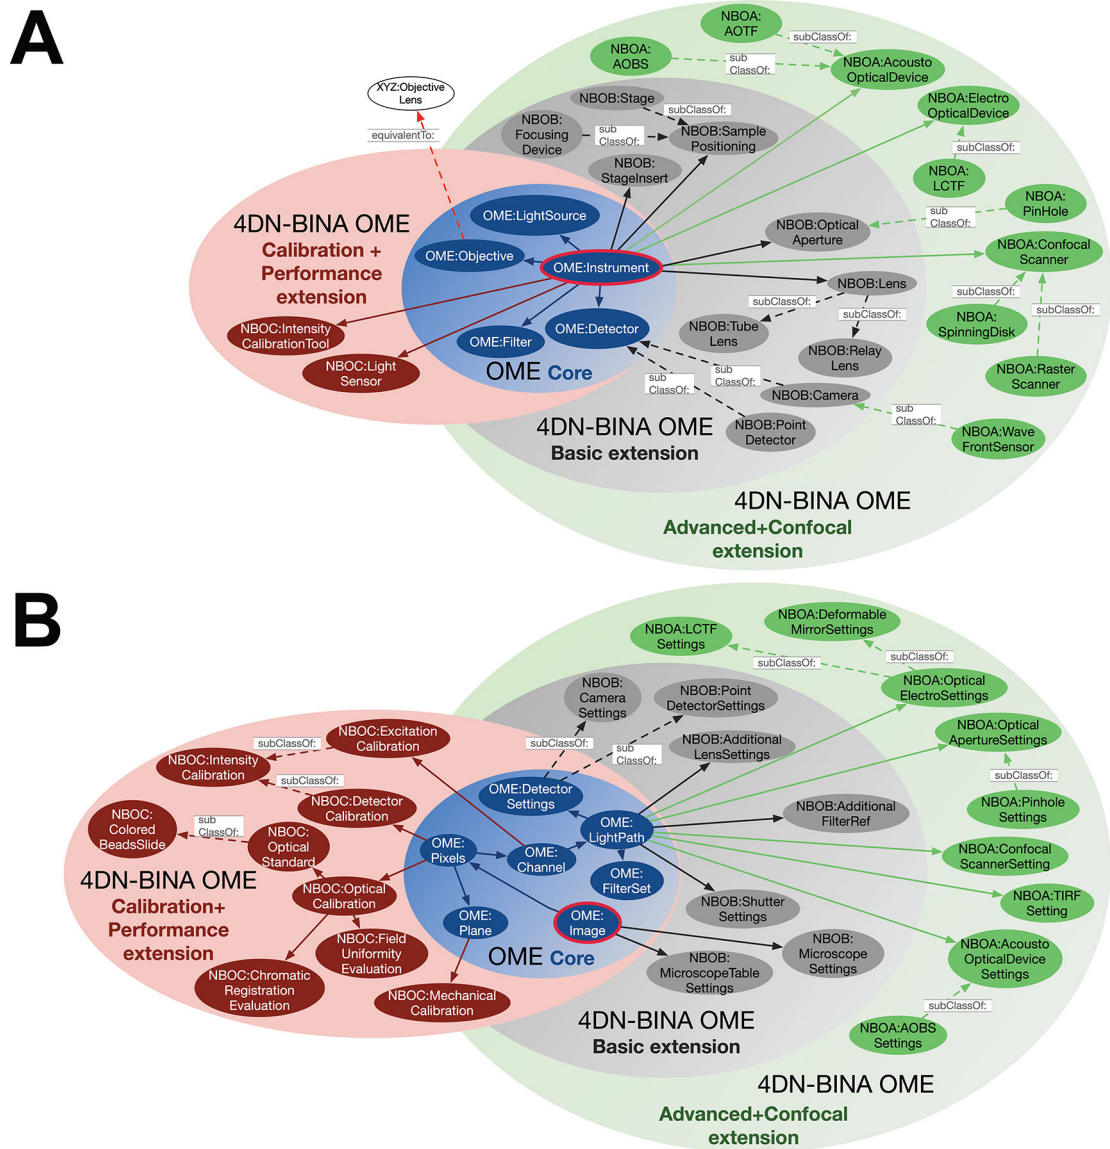 A
NBOA:
AOTF
subClassOf:
NBOA:
AOBS
sub
ClassOf:
NBOA:Acousto
OpticalDevice
XYZ:Objective
Lens
equivalentTo:
NBOB:Stage
subClassOf:
NBOB:
Focusing
Device
sub
ClassOf:
NBOB:Sample
Positioning
NBOB:
StageInsert
NBOA:Electro
OpticalDevice
subClassOf:
NBOA:
LCTF
NBOA:
PinHole
sub
ClassOf:
NBOB:Optical
Aperture
NBOA:Confocal
Scanner
4DN-BINA OME
Calibration +
Performance
extension
OME:LightSource
OME:Objective
OME:Instrument
NBOB:Lens
subClassOf:
subClassOf:
subClassOf:
subClassOf:
NBOA:
SpinningDisk
NBOC:Intensity
CalibrationTool
OME:Detector
OME:Filter
NBOB:Tube
Lens
NBOB:Relay
Lens
NBOC:Light
Sensor
OME Core
sub
ClassOf:
sub
ClassOf:
NBOB:Camera
NBOA:Raster
Scanner
sub
ClassOf:
4DN-BINA OME
Basic extension
NBOB:Point
Detector
NBOA:Wave
FrontSensor
4DN-BINA OME
Advanced+Confocal
extension
B
NBOA:LCTF
Settings
NBOA:Deformable
MirrorSettings
subClassOf:
subClassOf:
NBOA:Optical
ElectroSettings
NBOB:
Camera
Settings
NBOB:Point
DetectorSettings
subClassOf:
sub
ClassOf:
NBOB:Additional
LensSettings
NBOA:Optical
ApertureSettings
subClassOf:
NBOA:Pinhole
Settings
NBOC:Excitation
Calibration
subClassOf:
NBOC:Intensity
Calibration
subClassOf:
NBOC:Detector
Calibration
NBOC:
Colored
BeadsSlide
sub
ClassOf:
NBOC:
Optical
Standard
OME:Detector
Settings
OME:
LightPath
NBOB:Additional
FilterRef
OME:
Pixels
OME:
Channel
OME:
FilterSet
NBOA:Confocal
ScannerSetting
4DN-BINA OME
Calibration+
Performance
extension
NBOC:Optical
Calibration
NBOA:TIRF
Setting
OME:
Plane
OME:
Image
NBOB:Shutter
Settings
NBOC:Field
Uniformity
Evaluation
OME Core
NBOB:
Microscope
Settings
NBOA:Acousto
OpticalDevice
Settings
NBOC:Chromatic
Registration
Evaluation
NBOC:Mechanical
Calibration
NBOB:
MicroscopeTable
Settings
subClassOf:
4DN-BINA OME
Basic extension
NBOA:AOBS
Settings
4DN-BINA OME
Advanced+Confocal
extension